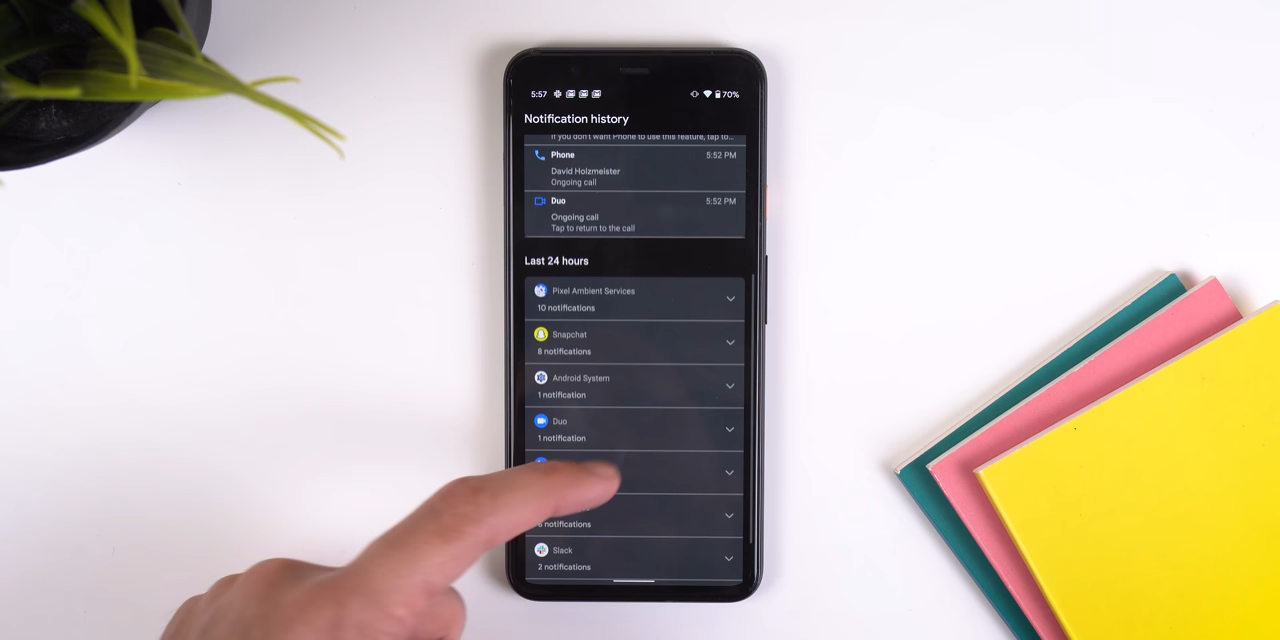 5:57
70%
Notification history
If you don't want Phone to use this feature, tap to...
Phone
5:52 PM
David Holzmeister
Ongoing call
Duo
5:52 PM
Ongoing call
Tap to return to the call
Last 24 hours
Pixel Ambient Services
10 notifications
Snapchat
8 notifications
Android System
1 notification
Duo
1 notification
notifications
Slack
2 notifications